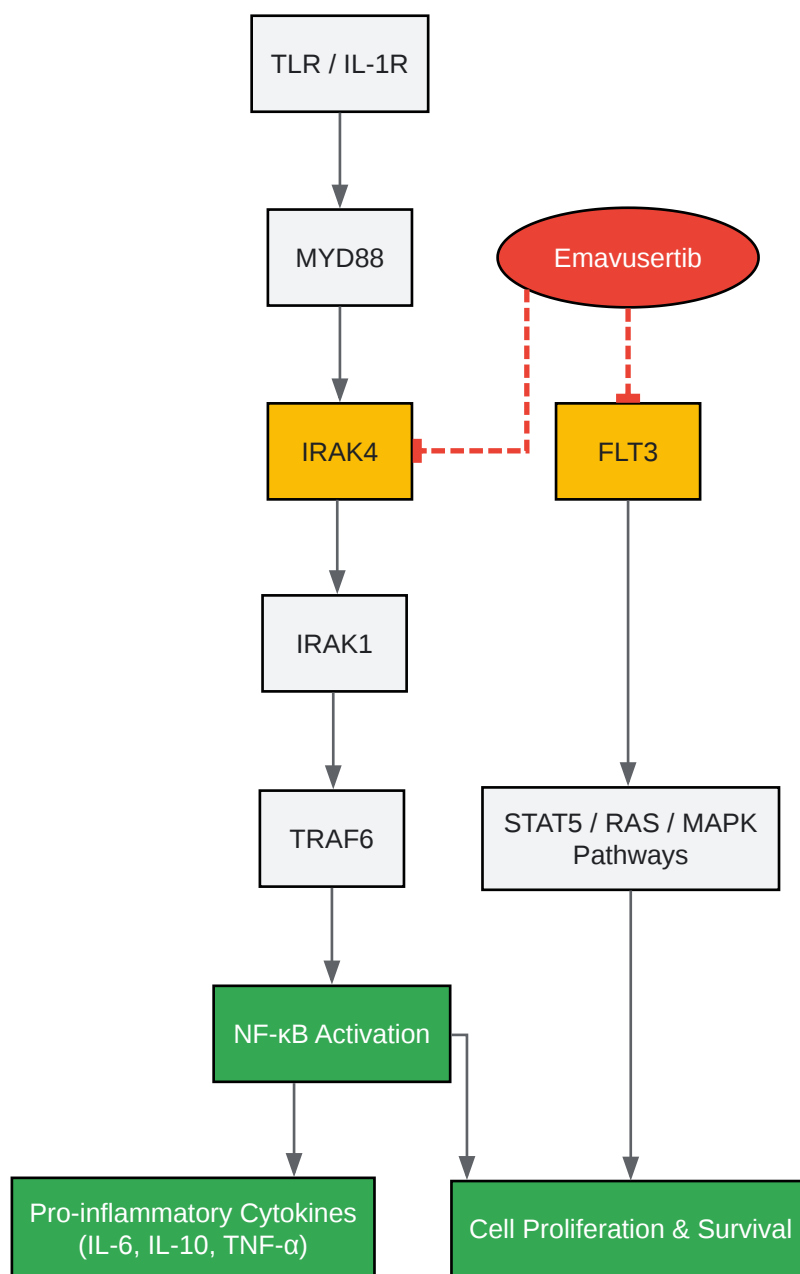 TLR / IL-1R
MYD88
Emavusertib
IRAK4
FLT3
IRAK1
TRAF6
STAT5 / RAS / MAPK
Pathways
NF-κB Activation
Pro-inflammatory Cytokines
(IL-6, IL-10, TNF-α)
Cell Proliferation & Survival